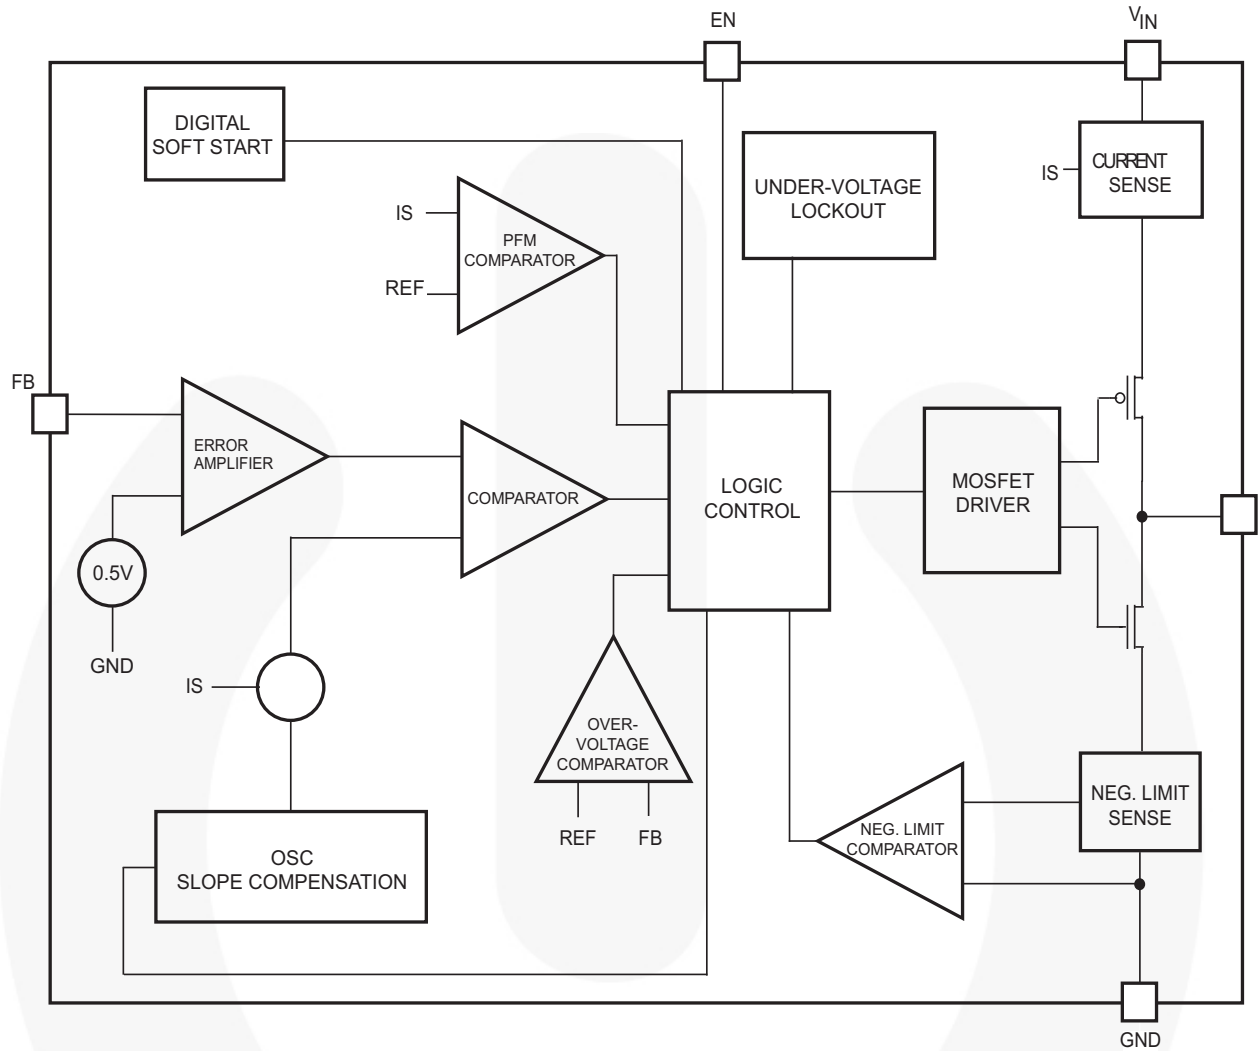 EN
VIN
DIGITAL
SOFT START
UNDER-VOLTAGE
LOCKOUT
IS
CURRENT
SENSE
IS
PFM
COMPARATOR
REF
FB
ERROR
AMPLIFIER
COMPARATOR
LOGIC
CONTROL
MOSFET
DRIVER
0.5V
GND
IS
OVER-
VOLTAGE
COMPARATOR
REF
FB
NEG. LIMIT
COMPARATOR
NEG. LIMIT
SENSE
OSC
SLOPE COMPENSATION
GND